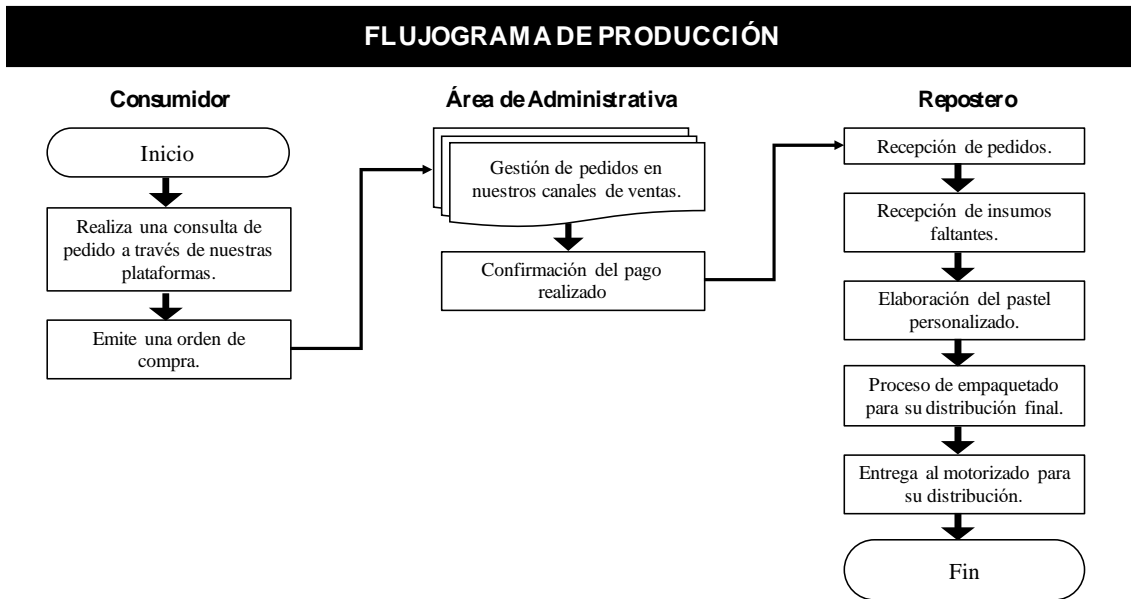 FLUJOGRAMA DE PRODUCCIÓN
Consumidor
Inicio
Realiza una consulta de
pedido a través de nuestras
plataformas.
Emite una orden de
compra.
Área de Administrativa
Gestión de pedidos en
nuestros canales de ventas.
Confirmación del pago
realizado
Repostero
Recepción de pedidos.
Recepción de insumos
faltantes.
Elaboración del pastel
personalizado.
Proceso de empaquetado
para su distribución final.
Entrega al motorizado para
su distribución.
Fin